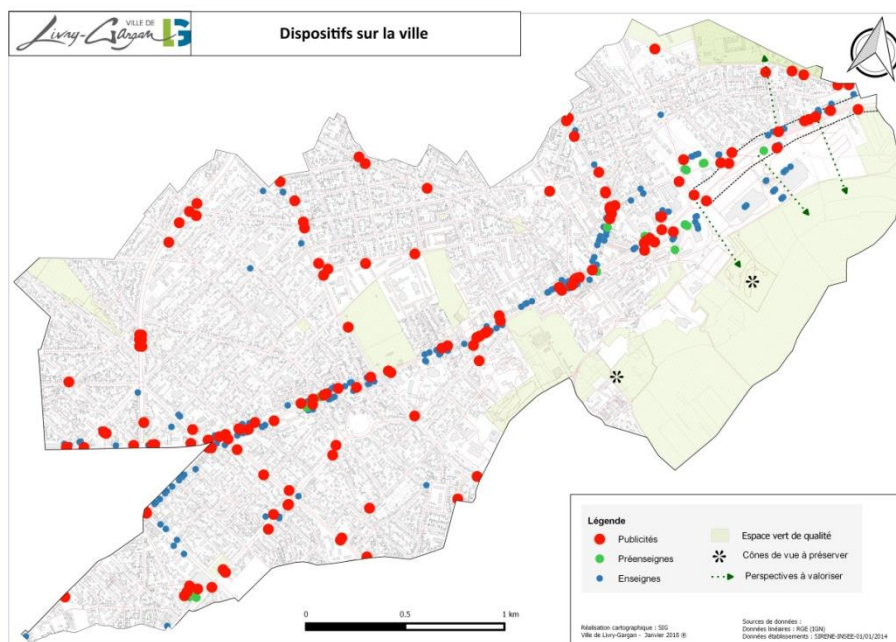 Livry-Gargan
VILLE DE
LG
Dispositifs sur la ville
Légende
Publicités
Préenseignes
Enseignes
Espace vert de qualité
Cônes de vue à préserver
Perspectives à valoriser
0
0.5
1 km
Réalisation cartographique : SIG
Ville de Livry-Gargan - Janvier 2018 ®
Sources de données :
Données linéaires : RGE (IGN)
Données établissements : SIRENE-INSEE-01/01/2014